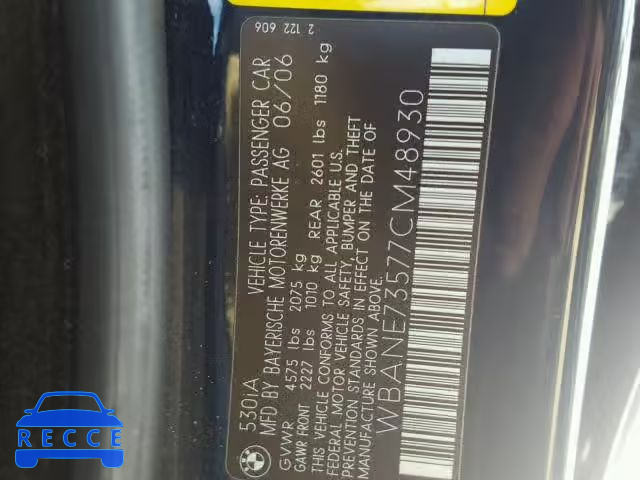 2 122 606
530iA VEHICLE TYPE: PASSENGER CAR
MFD BY BAYERISCHE MOTORENWERKE AG 06/06
GVWR 4575 lbs 2075 kg
GAWR FRONT 2227 lbs 1010 kg REAR 2601 lbs 1180 kg
THIS VEHICLE CONFORMS TO ALL APPLICABLE U.S.
FEDERAL MOTOR VEHICLE SAFETY, BUMPER AND THEFT
PREVENTION STANDARDS IN EFFECT ON THE DATE OF
MANUFACTURE SHOWN ABOVE.
WBANE73577CM48930
RECCE